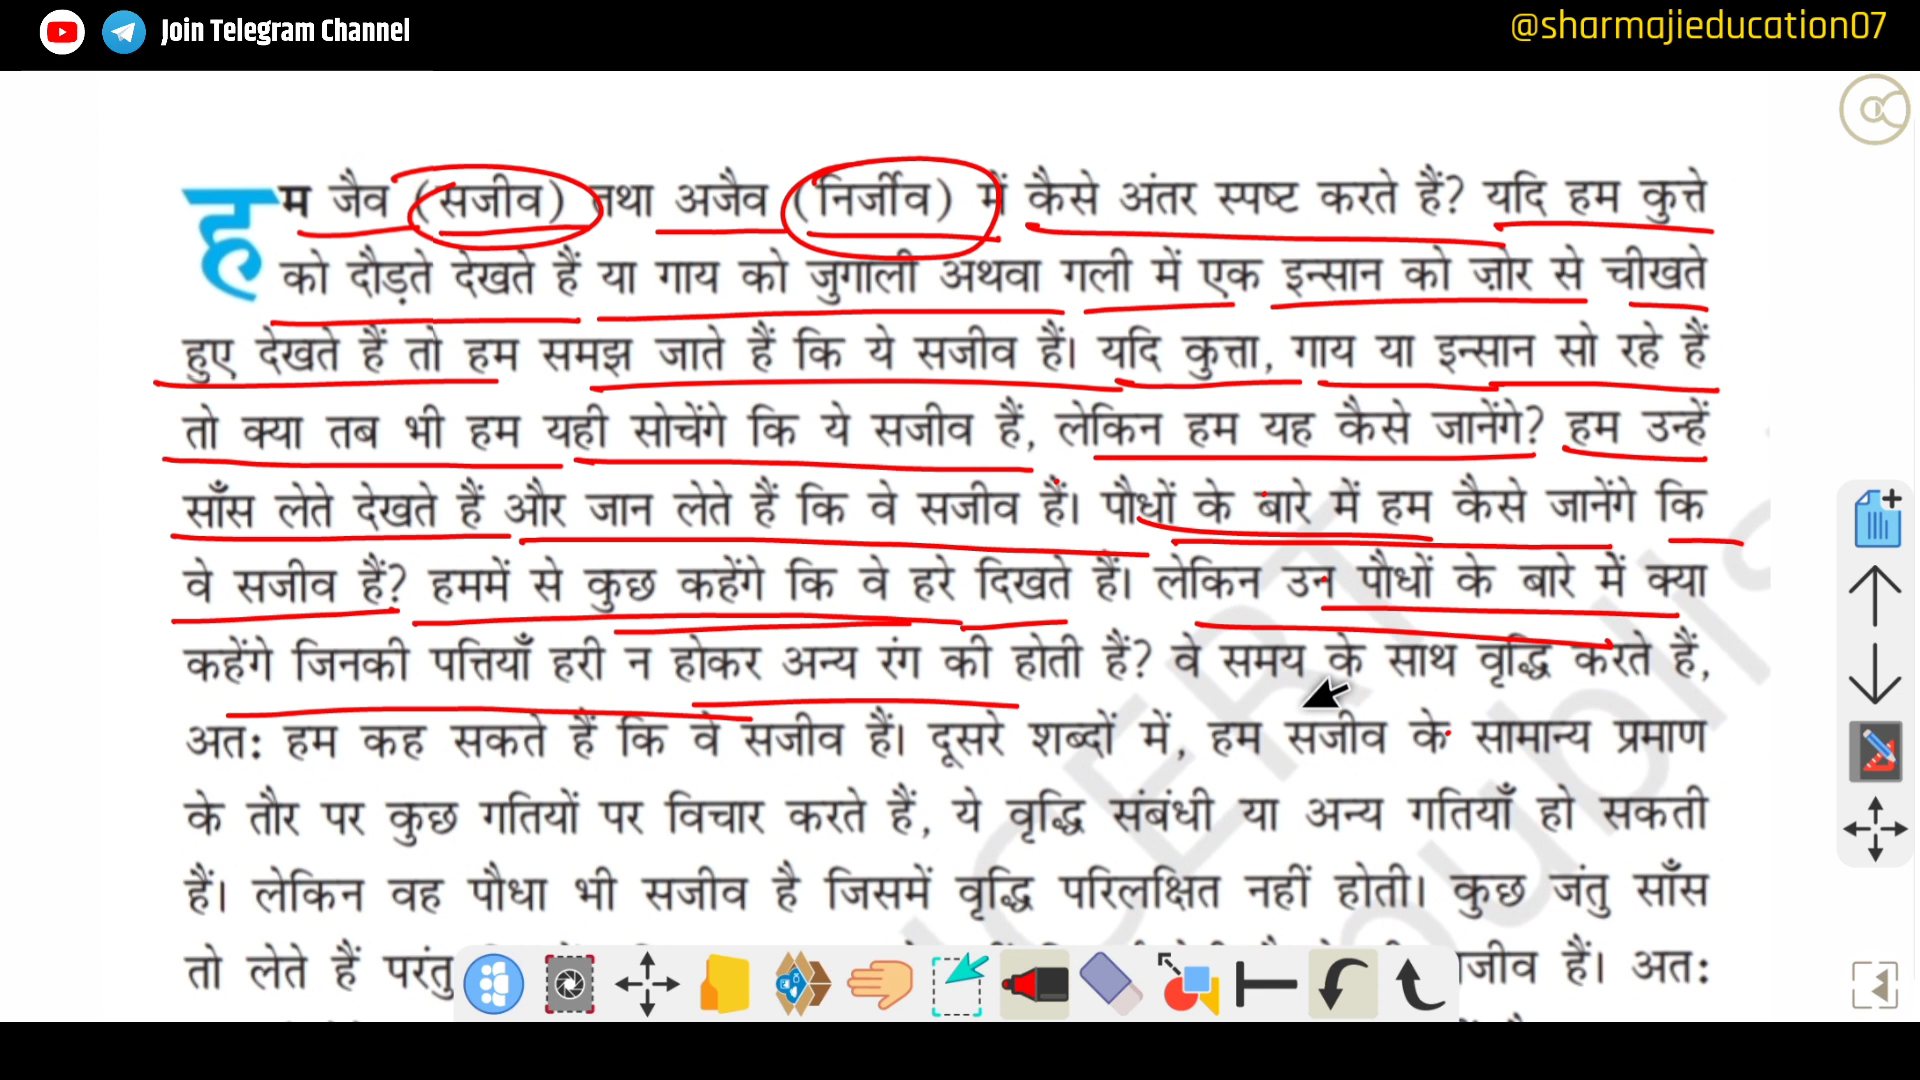 Join Telegram Channel
@sharmajieducation07
हम जैव (सजीव) तथा अजैव (निर्जीव) में कैसे अंतर स्पष्ट करते हैं? यदि हम कुत्ते
को दौड़ते देखते हैं या गाय को जुगाली अथवा गली में एक इन्सान को ज़ोर से चीखते
हुए देखते हैं तो हम समझ जाते हैं कि ये सजीव हैं। यदि कुत्ता, गाय या इन्सान सो रहे हैं
तो क्या तब भी हम यही सोचेंगे कि ये सजीव हैं, लेकिन हम यह कैसे जानेंगे? हम उन्हें
साँस लेते देखते हैं और जान लेते हैं कि वे सजीव हैं। पौधों के बारे में हम कैसे जानेंगे कि
वे सजीव हैं? हममें से कुछ कहेंगे कि वे हरे दिखते हैं। लेकिन उन पौधों के बारे में क्या
कहेंगे जिनकी पत्तियाँ हरी न होकर अन्य रंग की होती हैं? वे समय के साथ वृद्धि करते हैं,
अतः हम कह सकते हैं कि वे सजीव हैं। दूसरे शब्दों में, हम सजीव के सामान्य प्रमाण
के तौर पर कुछ गतियों पर विचार करते हैं, ये वृद्धि संबंधी या अन्य गतियाँ हो सकती
हैं। लेकिन वह पौधा भी सजीव है जिसमें वृद्धि परिलक्षित नहीं होती। कुछ जंतु साँस
तो लेते हैं परंतु हैं। अतः